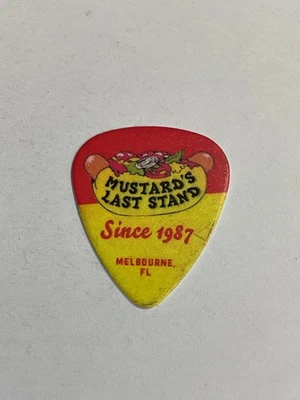 MUSTARD'S
LAST STAND
Since 1987
MELBOURNE,
FL